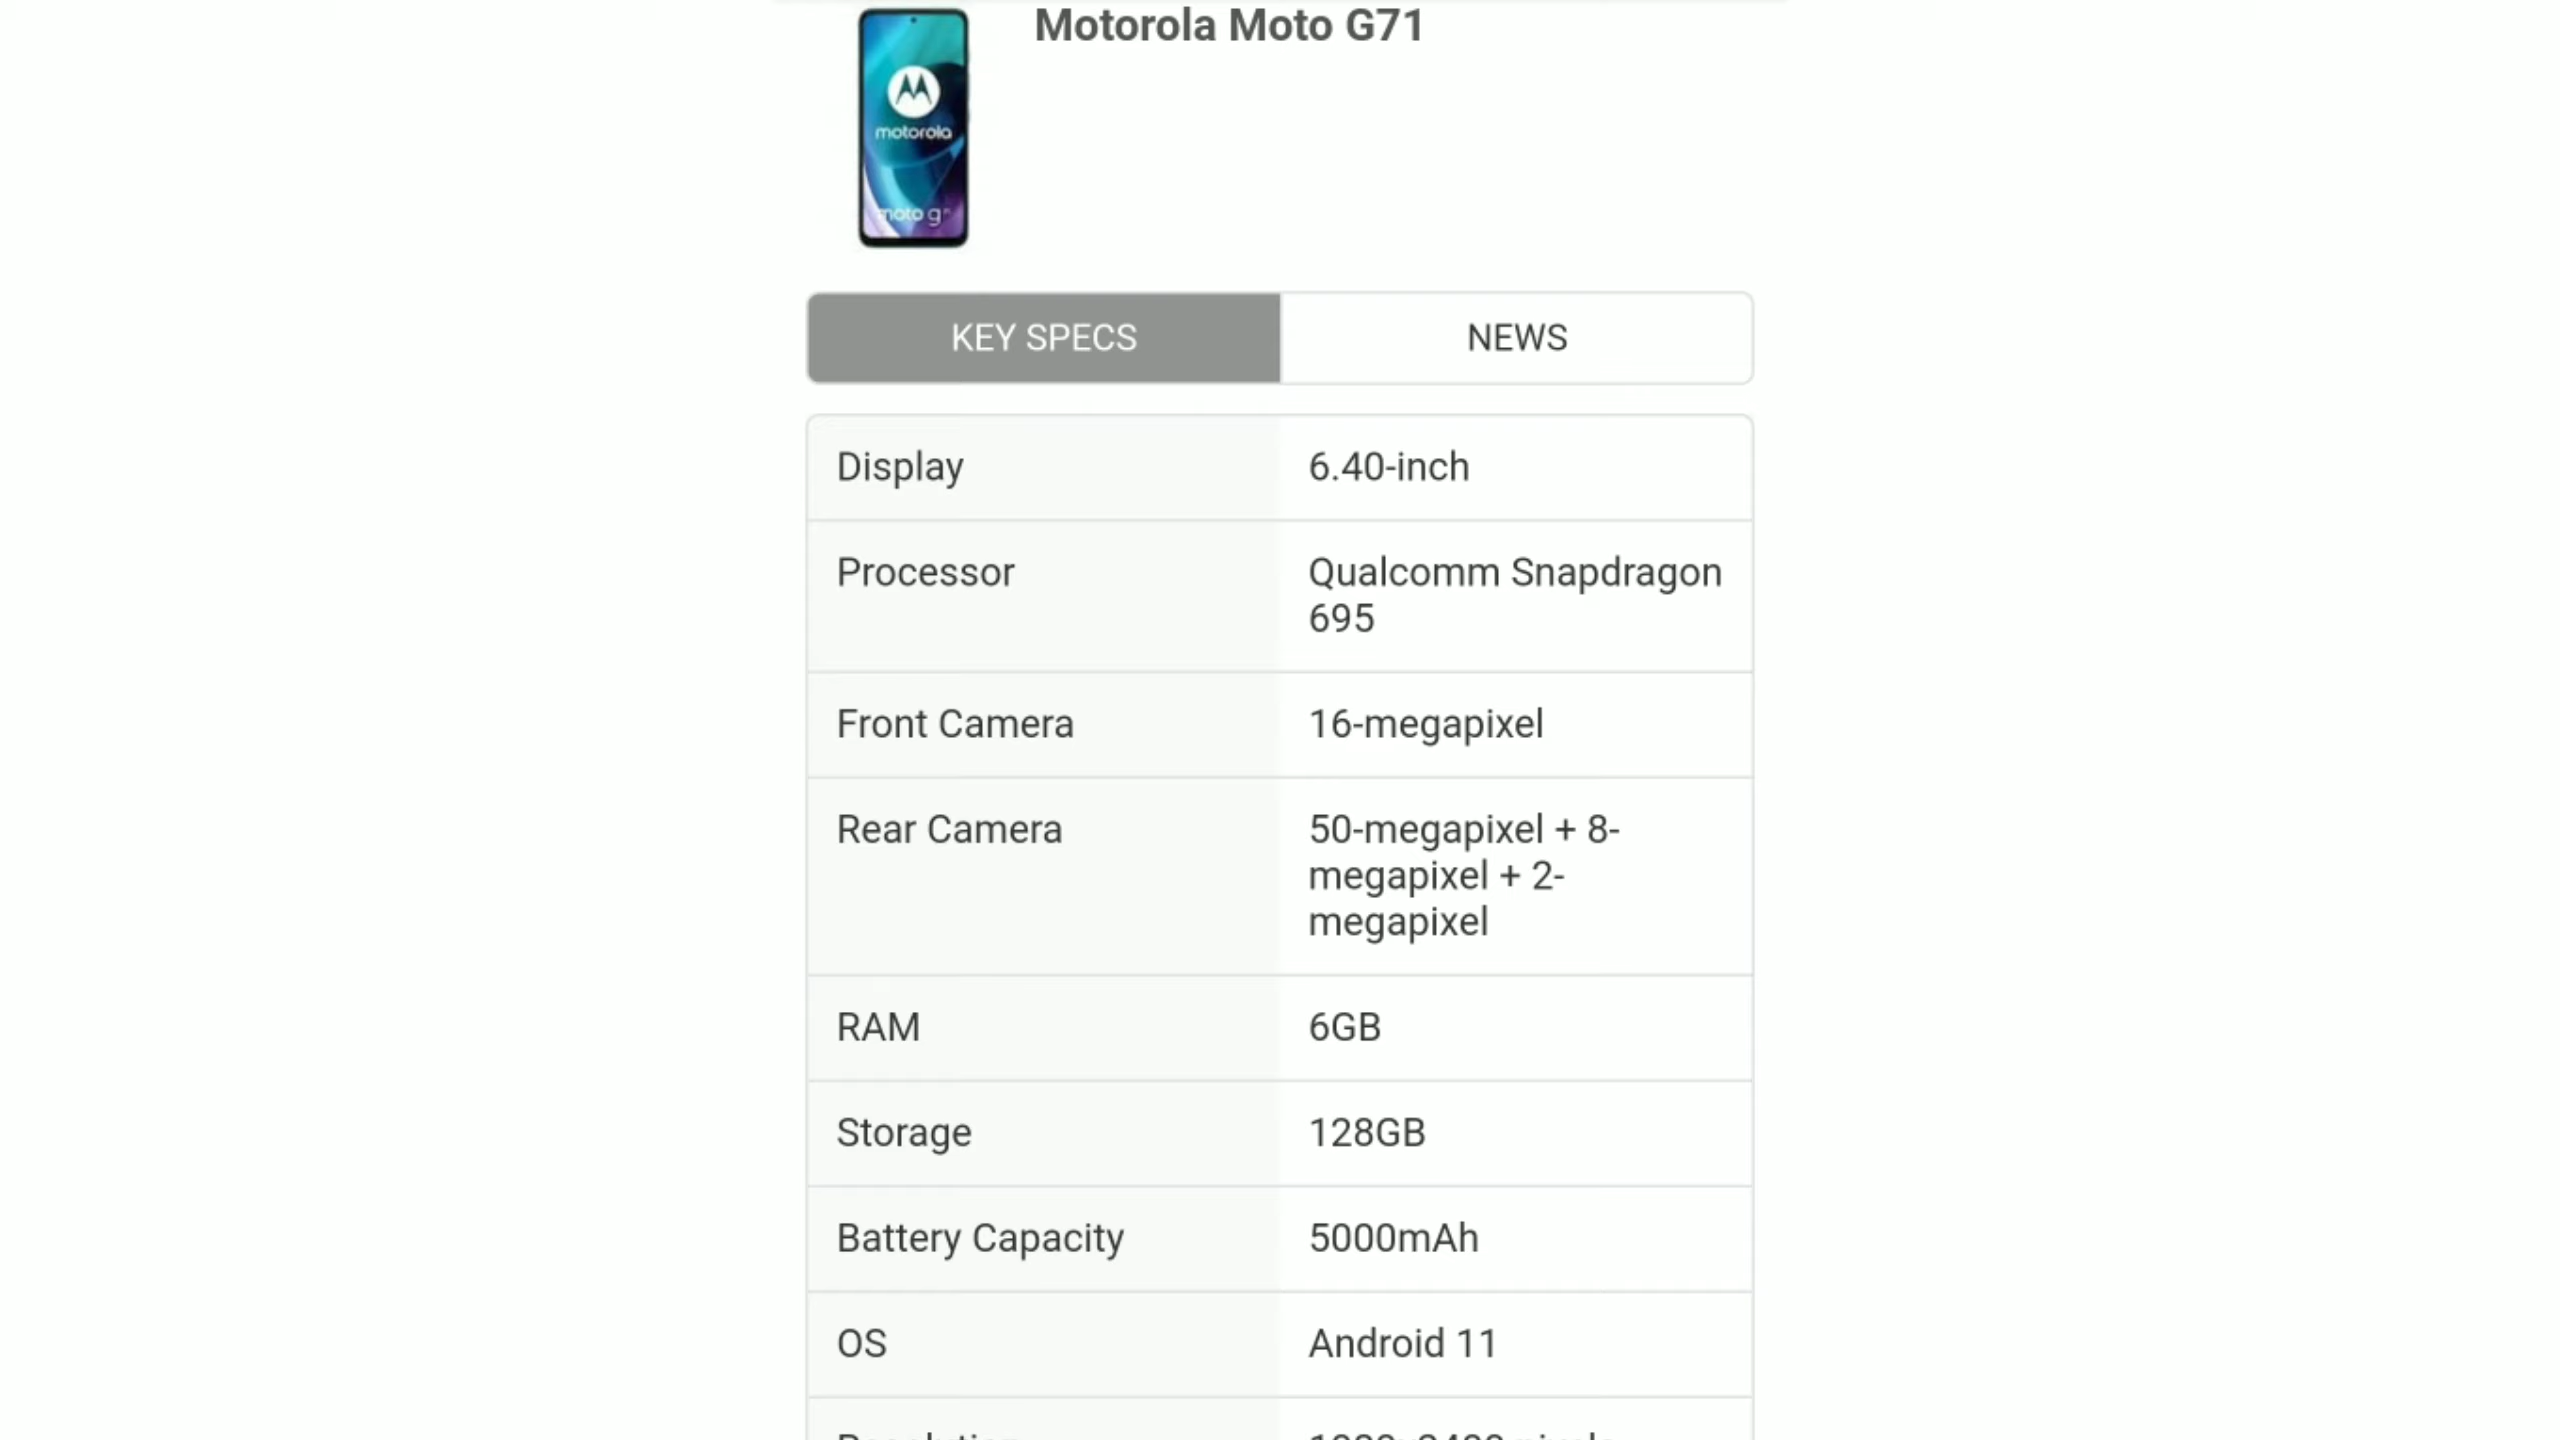 Motorola Moto G71
motorola
moto g
KEY SPECS
NEWS
Display
6.40-inch
Processor
Qualcomm Snapdragon
695
Front Camera
16-megapixel
Rear Camera
50-megapixel + 8-
megapixel + 2-
megapixel
RAM
6GB
Storage
128GB
Battery Capacity
5000mAh
OS
Android 11